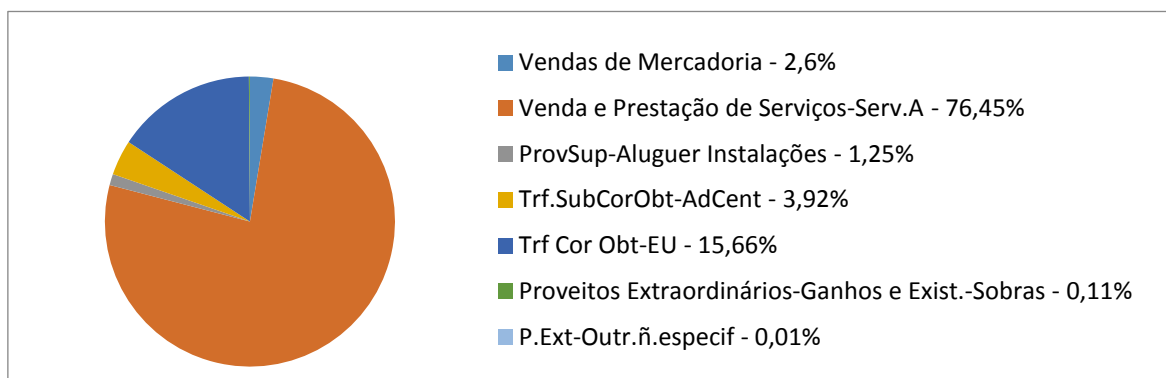 Vendas de Mercadoria - 2,6%
Venda e Prestação de Serviços-Serv.A - 76,45%
ProvSup-Aluguer Instalações - 1,25%
Trf.SubCorObt-AdCent - 3,92%
Trf Cor Obt-EU - 15,66%
Proveitos Extraordinários-Ganhos e Exist.-Sobras - 0,11%
P.Ext-Outr.ñ.especif - 0,01%